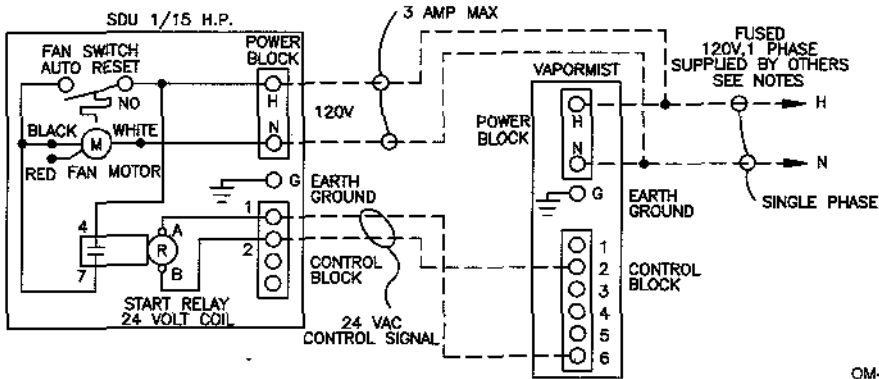 SDU 1/15 H.P.
3 AMP MAX
FAN SWITCH
AUTO RESET
NO
POWER
BLOCK
H
N
120V
BLACK
WHITE
M
RED
FAN MOTOR
G
EARTH
GROUND
4
7
A
R
B
1
2
CONTROL
BLOCK
START RELAY
24 VOLT COIL
24 VAC
CONTROL SIGNAL
VAPORMIST
POWER
BLOCK
H
N
G
EARTH
GROUND
1
2
3
4
5
6
CONTROL
BLOCK
FUSED
120V,1 PHASE
SUPPLIED BY OTHERS
SEE NOTES
H
N
SINGLE PHASE
OM-